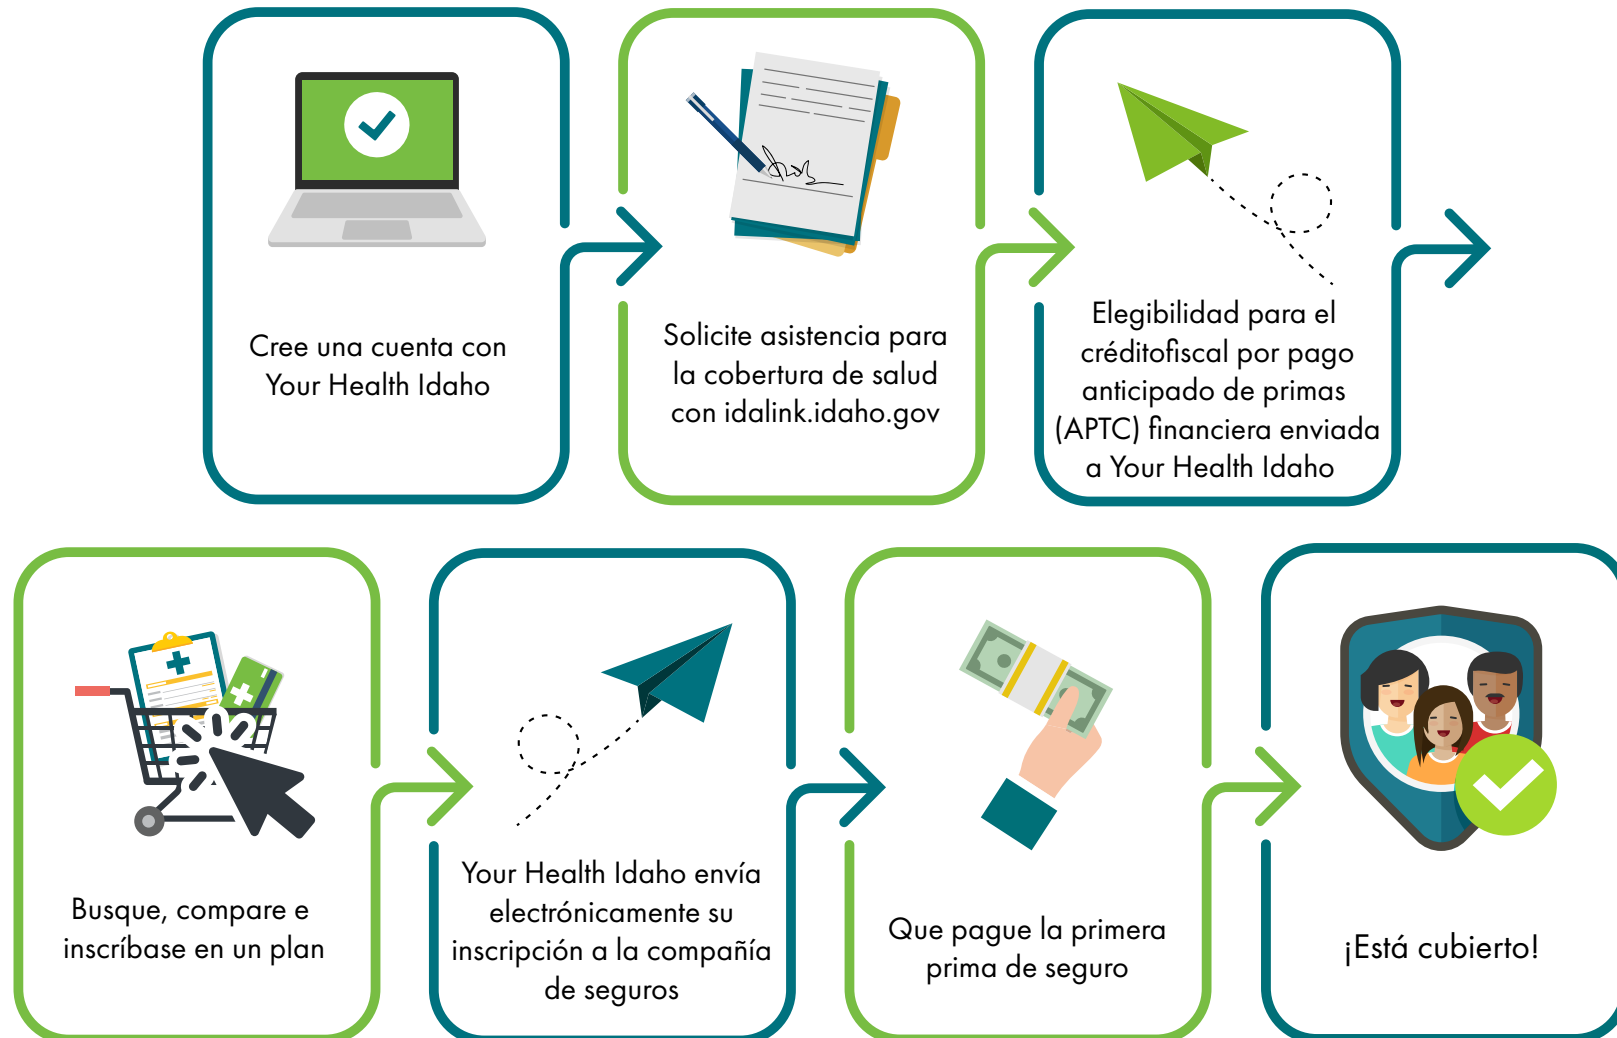 Cree una cuenta con
Your Health Idaho
Solicite asistencia para
la cobertura de salud
con idalink.idaho.gov
Elegibilidad para el
créditofiscal por pago
anticipado de primas
(APTC) financiera enviada
a Your Health Idaho
Busque, compare e
inscríbase en un plan
Your Health Idaho envía
electrónicamente su
inscripción a la compañía
de seguros
Que pague la primera
prima de seguro
¡Está cubierto!